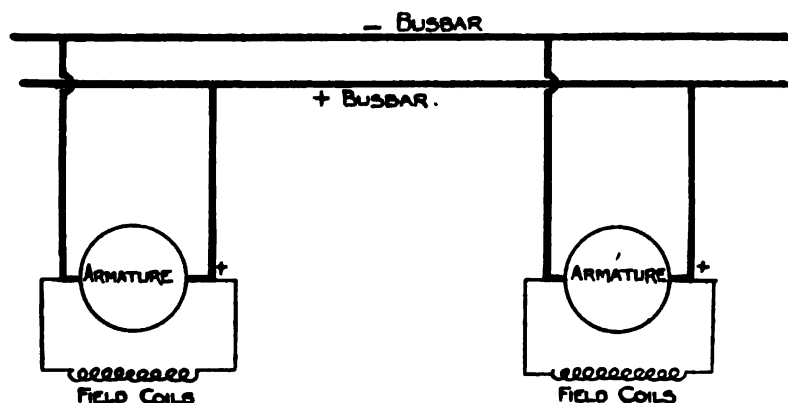 − BUSBAR
+ BUSBAR.
ARMATURE +
ARMATURE +
FIELD COILS
FIELD COILS